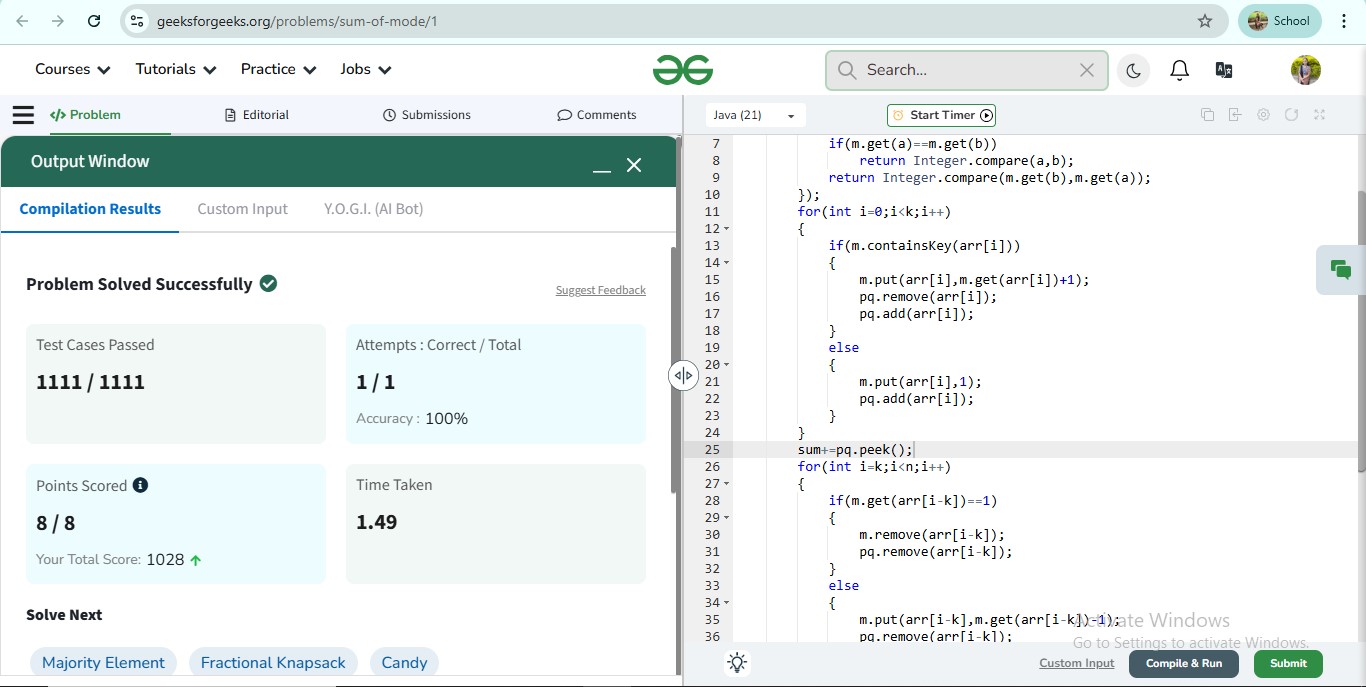 geeksforgeeks.org/problems/sum-of-mode/1
School
Courses Tutorials Practice Jobs
Search...
Problem Editorial Submissions Comments
Java (21)
Start Timer
Output Window
Compilation Results Custom Input Y.O.G.I. (AI Bot)
Problem Solved Successfully
Suggest Feedback
Test Cases Passed
1111 / 1111
Attempts : Correct / Total
1 / 1
Accuracy : 100%
Points Scored
8 / 8
Your Total Score: 1028
Time Taken
1.49
Solve Next
Majority Element Fractional Knapsack Candy
7 if(m.get(a)==m.get(b))
8 return Integer.compare(a,b);
9 return Integer.compare(m.get(b),m.get(a));
10 });
11 for(int i=0;i<k;i++)
12 {
13 if(m.containsKey(arr[i]))
14 {
15 m.put(arr[i],m.get(arr[i])+1);
16 pq.remove(arr[i]);
17 pq.add(arr[i]);
18 }
19 else
20 {
21 m.put(arr[i],1);
22 pq.add(arr[i]);
23 }
24 }
25 sum+=pq.peek();
26 for(int i=k;i<n;i++)
27 {
28 if(m.get(arr[i-k])==1)
29 {
30 m.remove(arr[i-k]);
31 pq.remove(arr[i-k]);
32 }
33 else
34 {
35 m.put(arr[i-k],m.get(arr[i-k])-1);
36 pq.remove(arr[i-k]);
Activate Windows
Go to Settings to activate Windows.
Custom Input Compile & Run Submit